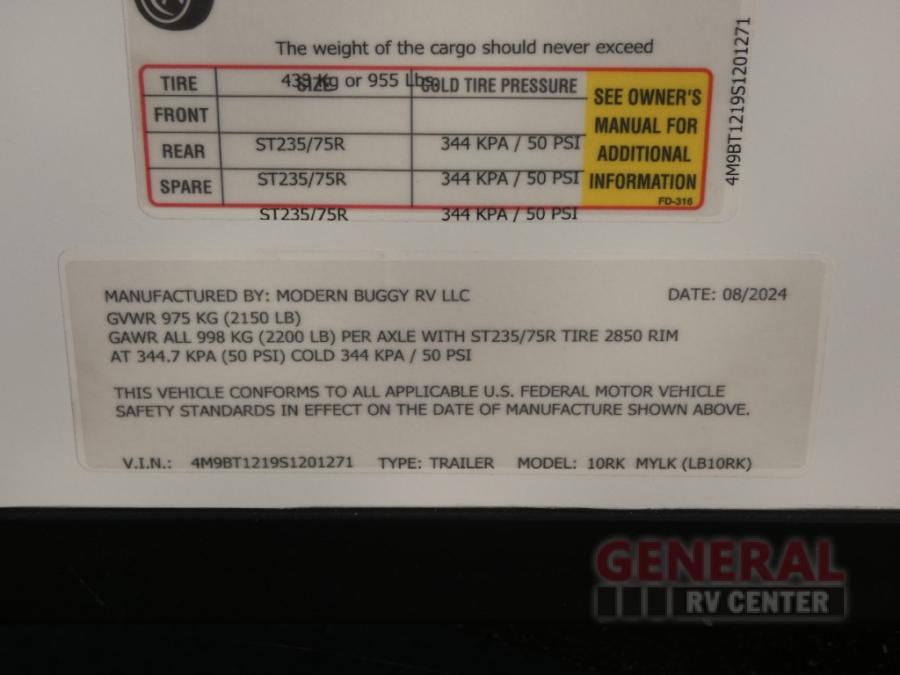 The weight of the cargo should never exceed
433 Kg or 955 Lbs.
TIRE SIZE COLD TIRE PRESSURE
SEE OWNER'S
MANUAL FOR
ADDITIONAL
INFORMATION
FD-316
FRONT ST235/75R 344 KPA / 50 PSI
REAR ST235/75R 344 KPA / 50 PSI
SPARE ST235/75R 344 KPA / 50 PSI
4M9BT1219S1201271
MANUFACTURED BY: MODERN BUGGY RV LLC DATE: 08/2024
GVWR 975 KG (2150 LB)
GAWR ALL 998 KG (2200 LB) PER AXLE WITH ST235/75R TIRE 2850 RIM
AT 344.7 KPA (50 PSI) COLD 344 KPA / 50 PSI
THIS VEHICLE CONFORMS TO ALL APPLICABLE U.S. FEDERAL MOTOR VEHICLE
SAFETY STANDARDS IN EFFECT ON THE DATE OF MANUFACTURE SHOWN ABOVE.
V.I.N.: 4M9BT1219S1201271 TYPE: TRAILER MODEL: 10RK MYLK (LB10RK)
GENERAL
RV CENTER